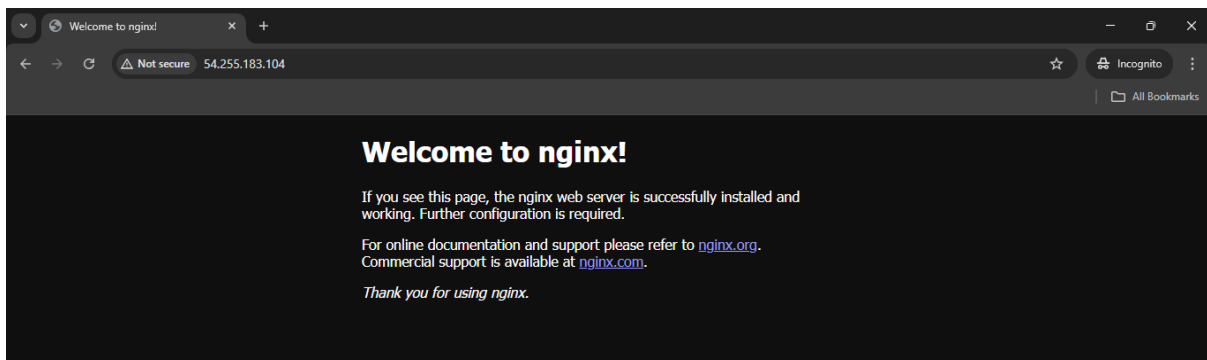 Welcome to nginx!
Not secure 54.255.183.104
Incognito
All Bookmarks
Welcome to nginx!
If you see this page, the nginx web server is successfully installed and
working. Further configuration is required.
For online documentation and support please refer to nginx.org.
Commercial support is available at nginx.com.
Thank you for using nginx.